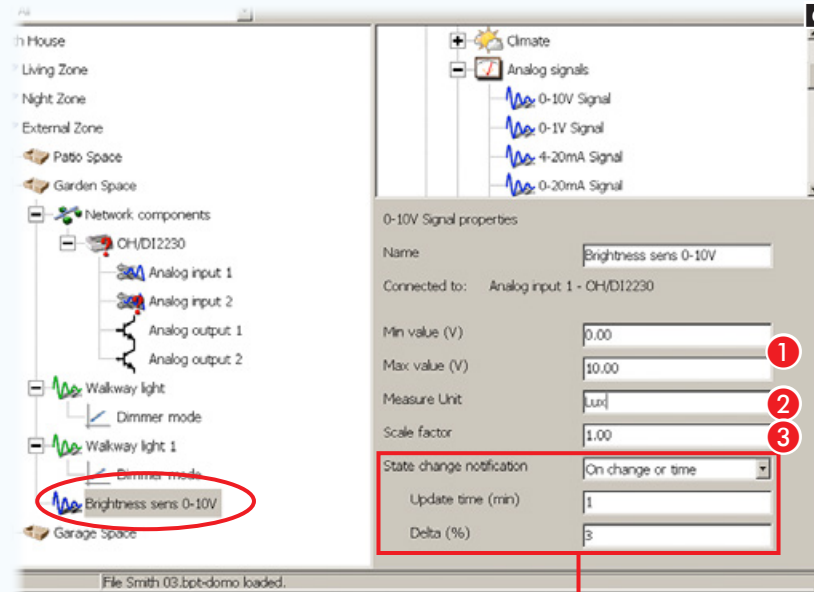 All
h House
Living Zone
Night Zone
External Zone
Patio Space
Garden Space
Network components
OH/DI2230
Analog input 1
Analog input 2
Analog output 1
Analog output 2
Walkway light
Dimmer mode
Walkway light 1
Dimmer mode
Brightness sens 0-10V
Garage Space
Climate
Analog signals
0-10V Signal
0-1V Signal
4-20mA Signal
0-20mA Signal
0-10V Signal properties
Name Brightness sens 0-10V
Connected to: Analog input 1 - OH/DI2230
Min value (V) 0.00
1
Max value (V) 10.00
Measure Unit Lux 2
Scale factor 1.00 3
State change notification On change or time
Update time (min) 1
Delta (%) 3
File Smith 03.bpt-domo loaded.